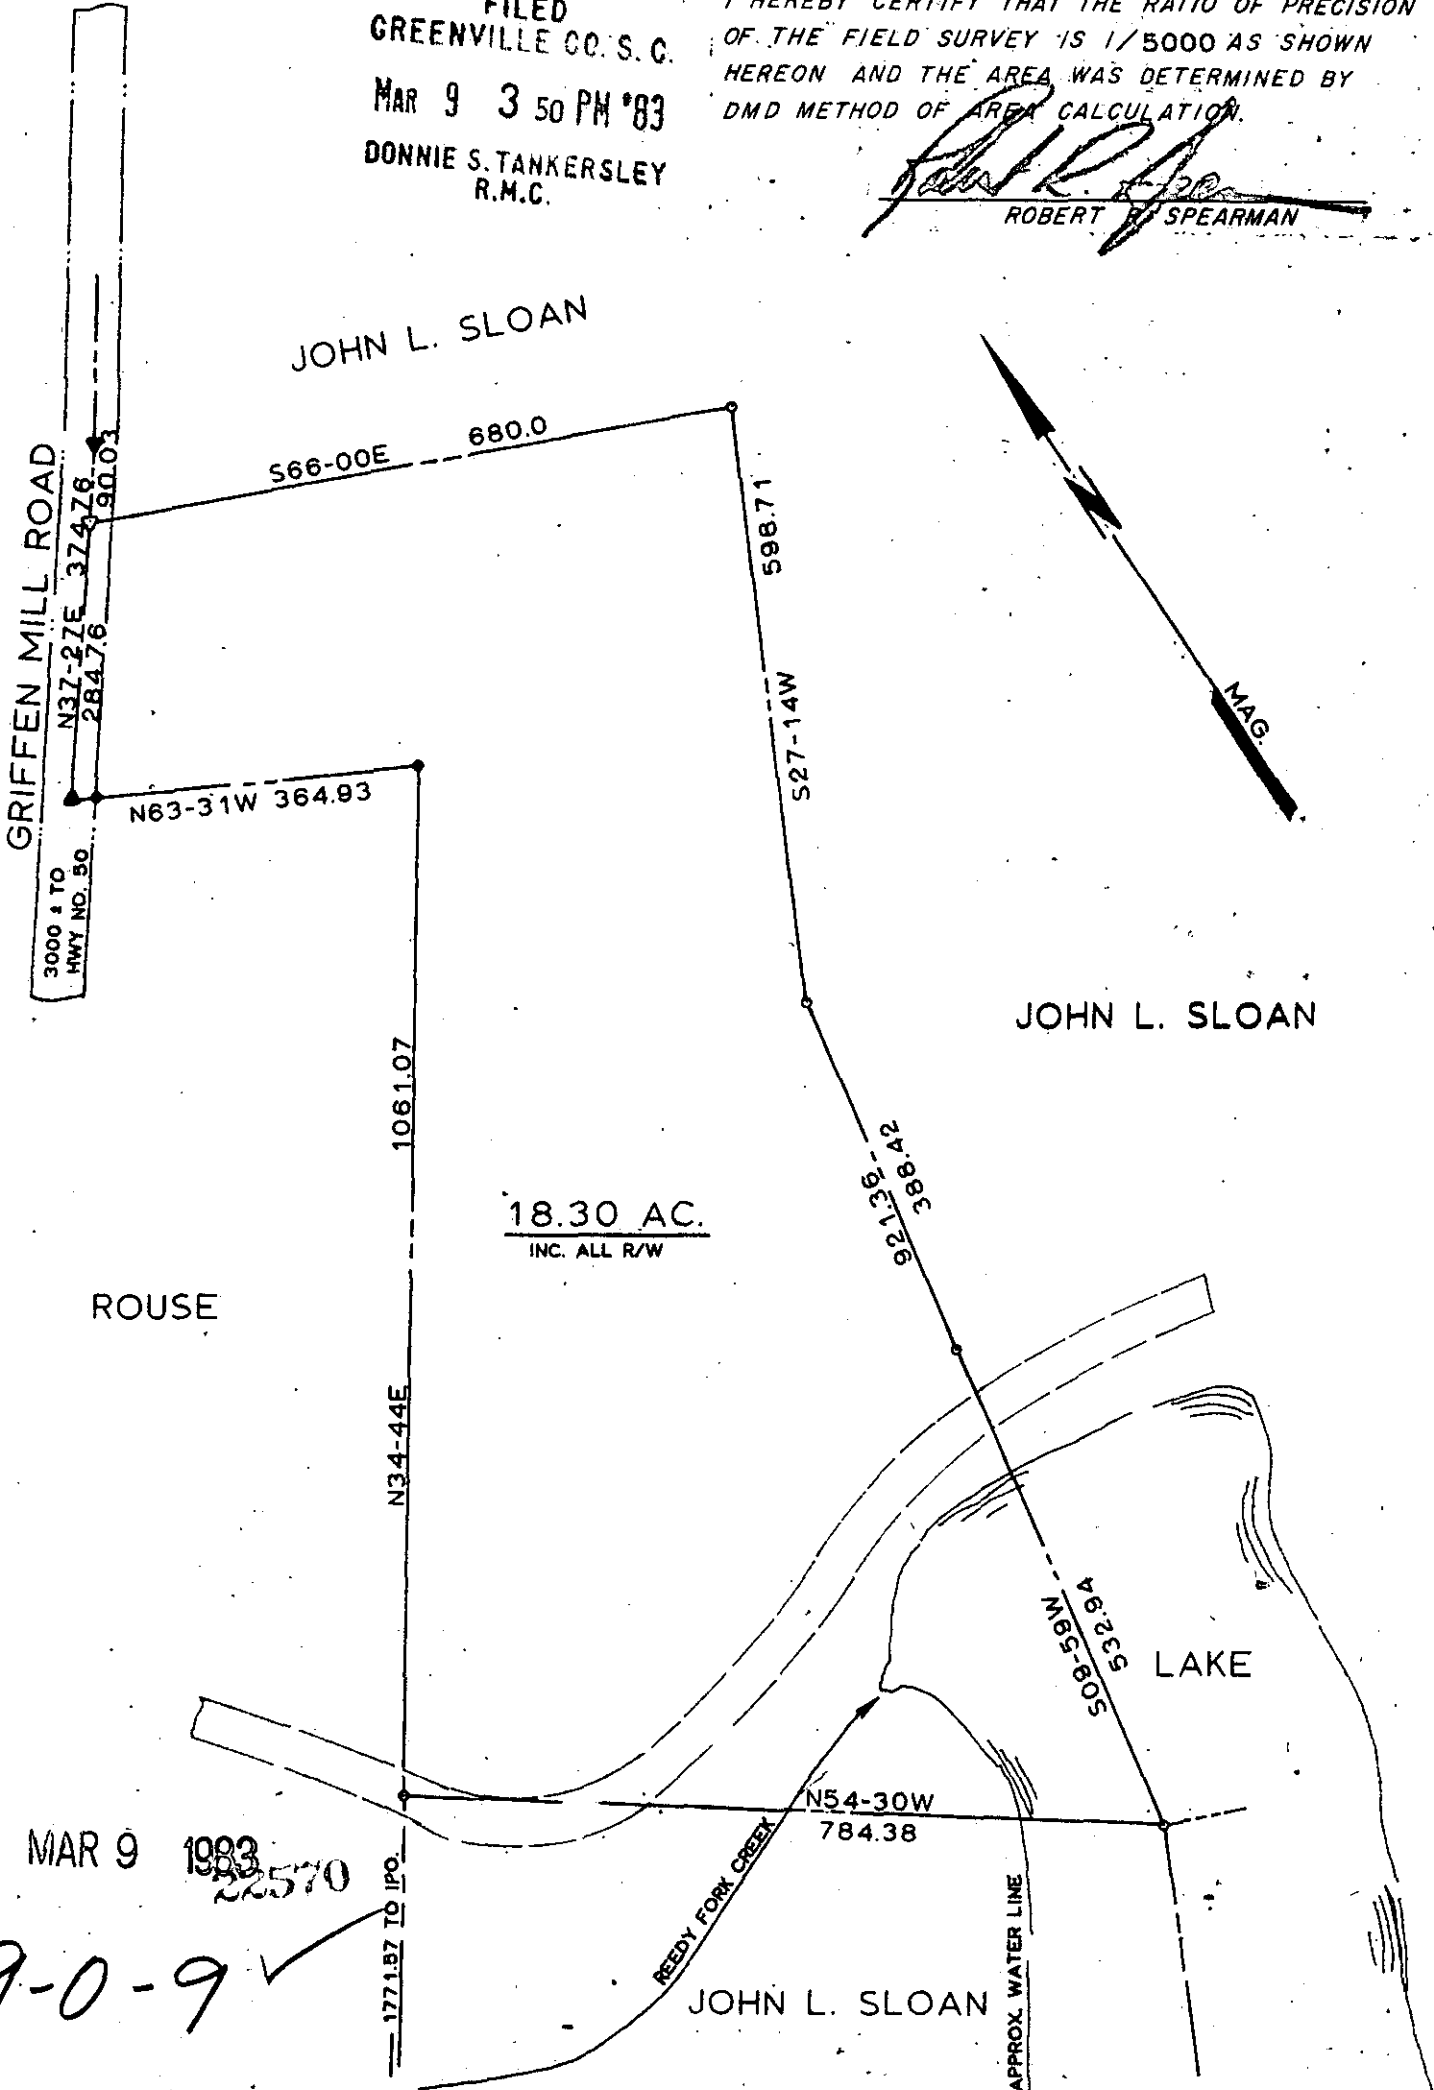 FILED
GREENVILLE CO. S. C.
MAR 9 3 50 PM '83
DONNIE S. TANKERSLEY
R.M.C.
I HEREBY CERTIFY THAT THE RATIO OF PRECISION
OF THE FIELD SURVEY IS 1/5000 AS SHOWN
HEREON AND THE AREA WAS DETERMINED BY
DMD METHOD OF AREA CALCULATION.
ROBERT R. SPEARMAN
JOHN L. SLOAN
S66-00E 680.0
GRIFFEN MILL ROAD
N37-27E 374.76
90.03
284.76
598.71
S27-14W
MAG.
N63-31W 364.93
3000 ± TO
HWY NO. 50
JOHN L. SLOAN
1061.07
N34-44E
921.36
388.42
18.30 AC.
INC. ALL R/W
ROUSE
S09-59W
532.94
LAKE
N54-30W
784.38
MAR 9 1983
22570
9-0-9
1771.57 TO IPO
REEDY FORK CREEK
JOHN L. SLOAN
APPROX. WATER LINE